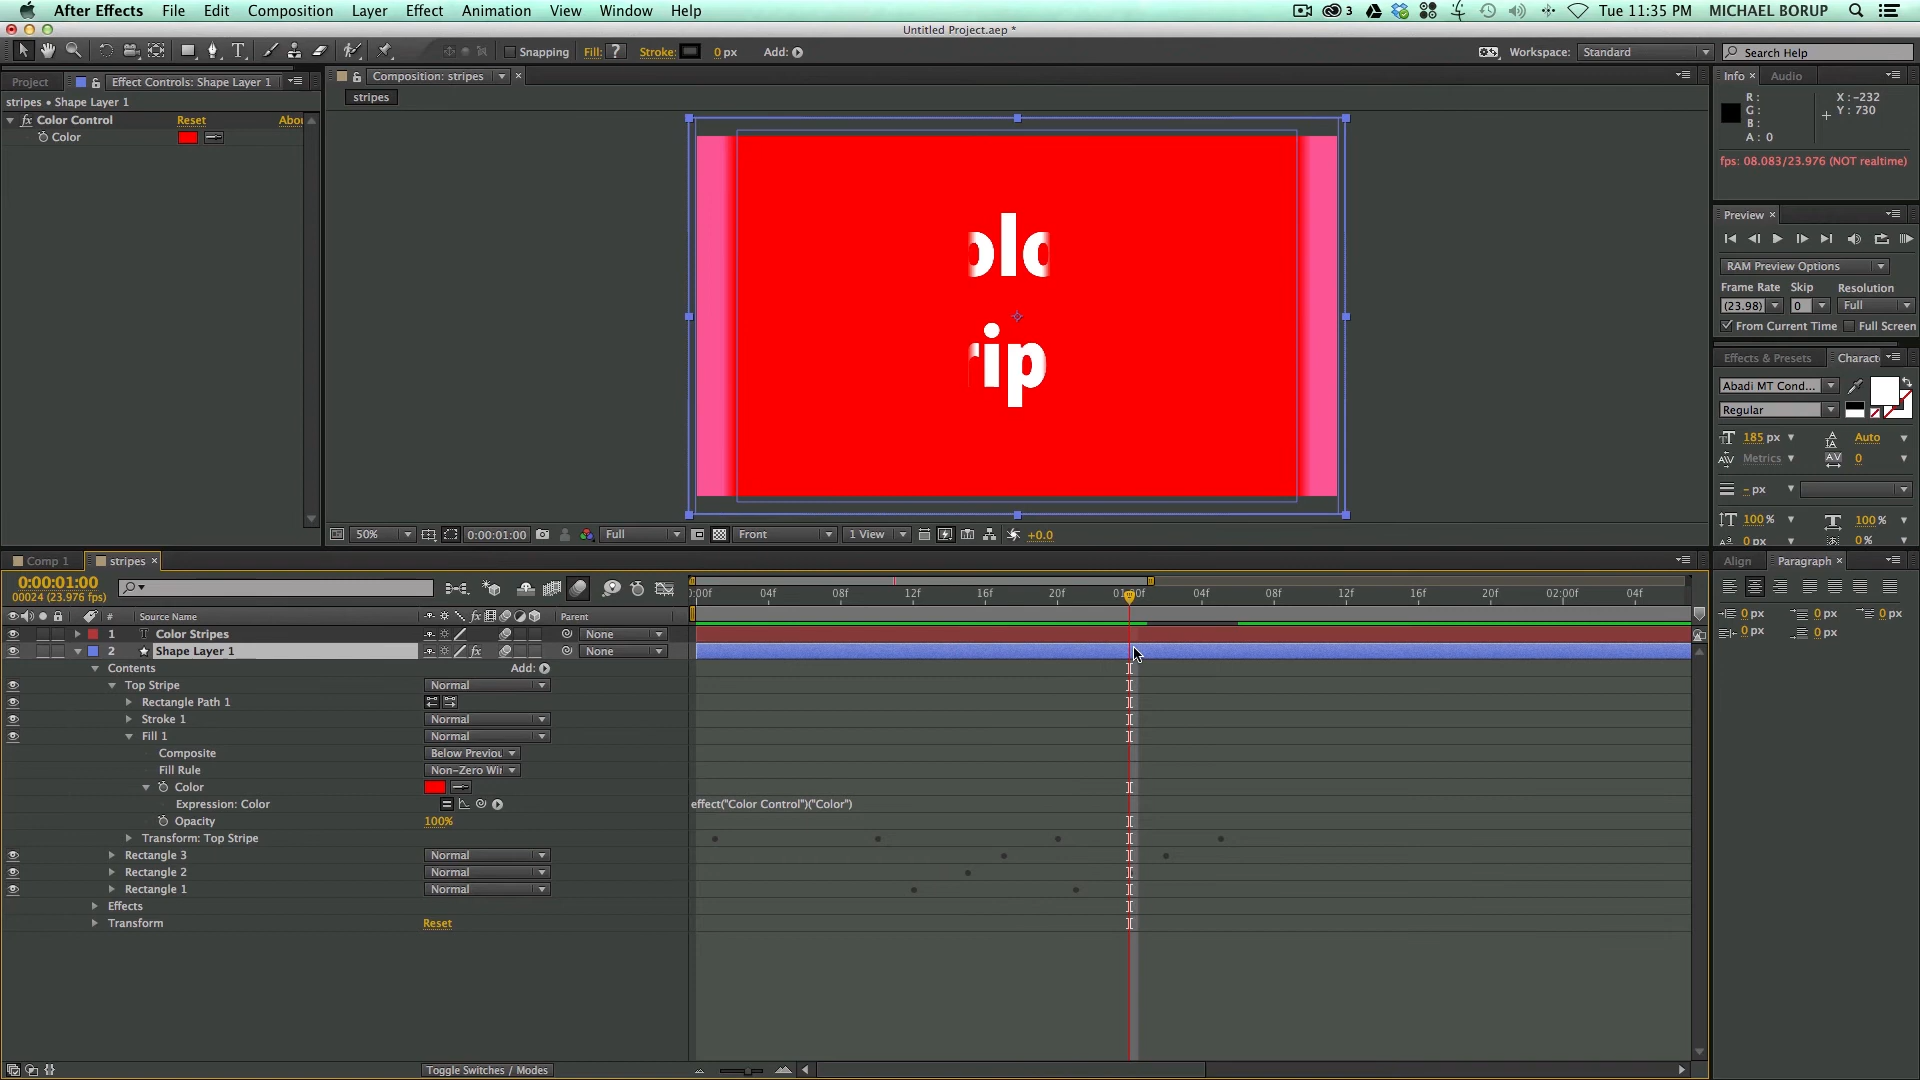 After Effects File Edit Composition Layer Effect Animation View Window Help 3 Tue 11:35 PM MICHAEL BORUP
Untitled Project.aep *
Snapping Fill: ? Stroke: 0 px Add: Workspace: Standard Search Help
Project Effect Controls: Shape Layer 1 Composition: stripes Info Audio
stripes • Shape Layer 1 stripes
fx Color Control Reset Abou
Color
R: X : -232
G: Y : 730
B:
A : 0
fps: 08.083/23.976 (NOT realtime)
olo
rip
Preview
RAM Preview Options
Frame Rate Skip Resolution
(23.98) 0 Full
From Current Time Full Screen
Effects & Presets Charact
Abadi MT Cond...
Regular
185 px Auto
Metrics 0
- px
100 % 100 %
0 px 0 %
50% 0:00:01:00 Full Front 1 View +0.0
Comp 1 stripes Align Paragraph
0:00:01:00
00024 (23.976 fps)
0:00f 04f 08f 12f 16f 20f 01:00f 04f 08f 12f 16f 20f 02:00f 04f
0 px 0 px 0 px
0 px 0 px
# Source Name Parent
1 T Color Stripes None
2 Shape Layer 1 fx None
Contents Add:
Top Stripe Normal
Rectangle Path 1
Stroke 1 Normal
Fill 1 Normal
Composite Below Previou
Fill Rule Non-Zero Wir
Color
Expression: Color effect("Color Control")("Color")
Opacity 100%
Transform: Top Stripe
Rectangle 3 Normal
Rectangle 2 Normal
Rectangle 1 Normal
Effects
Transform Reset
Toggle Switches / Modes